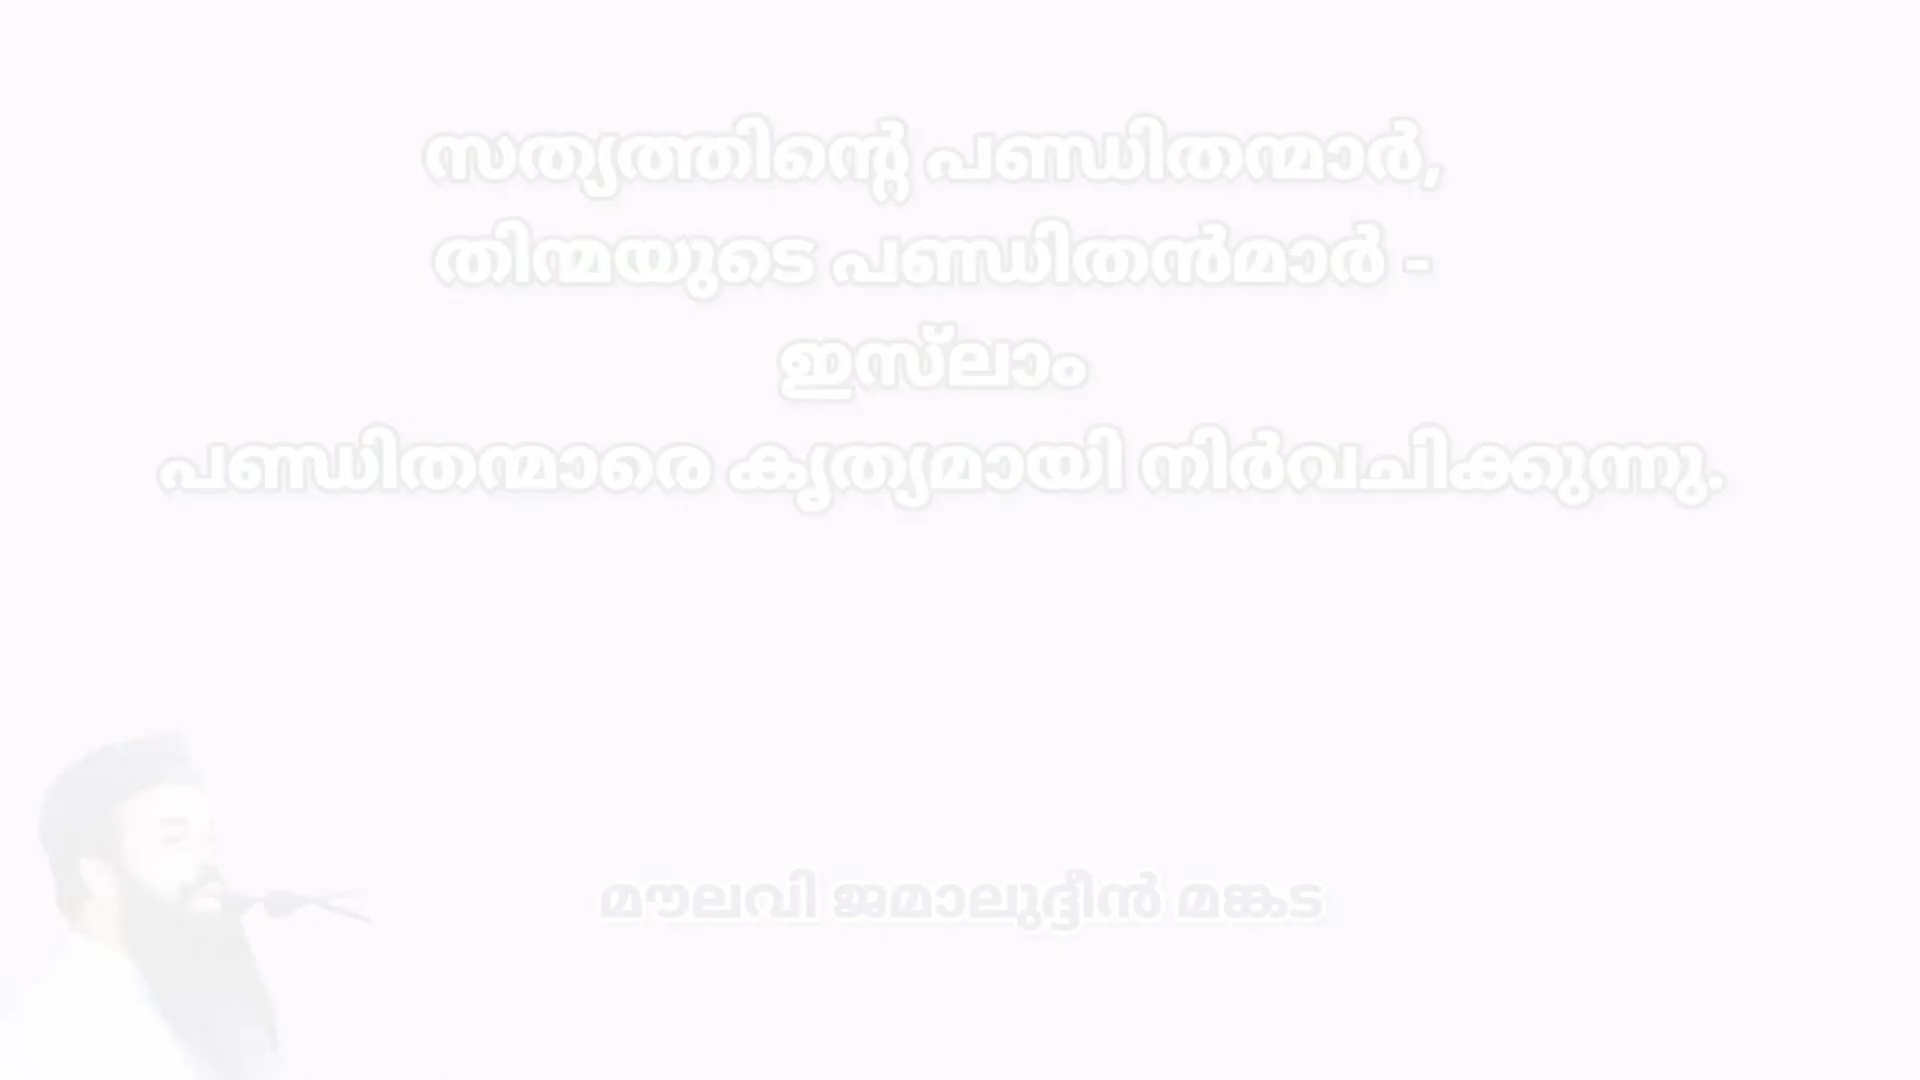 സത്യത്തിന്റെ പണ്ഡിതന്മാർ,
തിന്മയുടെ പണ്ഡിതൻമാർ -
ഇസ്‌ലാം
പണ്ഡിതന്മാരെ കൃത്യമായി നിർവചിക്കുന്നു.
മൗലവി ജമാലുദ്ദീൻ മങ്കട